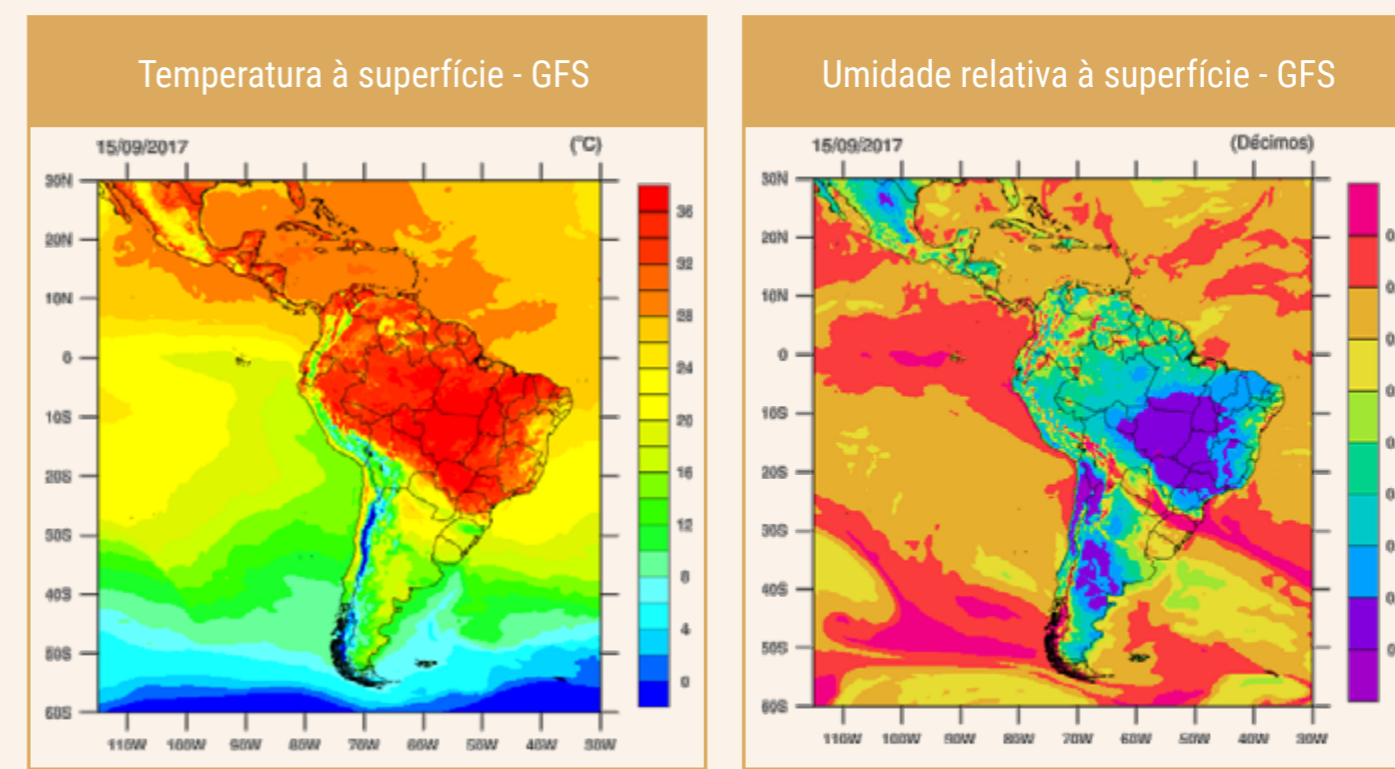 Temperatura à superfície - GFS
15/09/2017
(°C)
30N
20N
10N
0
10S
20S
30S
40S
50S
60S
110W 100W 90W 80W 70W 60W 50W 40W 30W
36
32
28
24
20
16
12
8
4
0
Umidade relativa à superfície - GFS
15/09/2017
(Décimos)
30N
20N
10N
0
10S
20S
30S
40S
50S
60S
110W 100W 90W 80W 70W 60W 50W 40W 30W